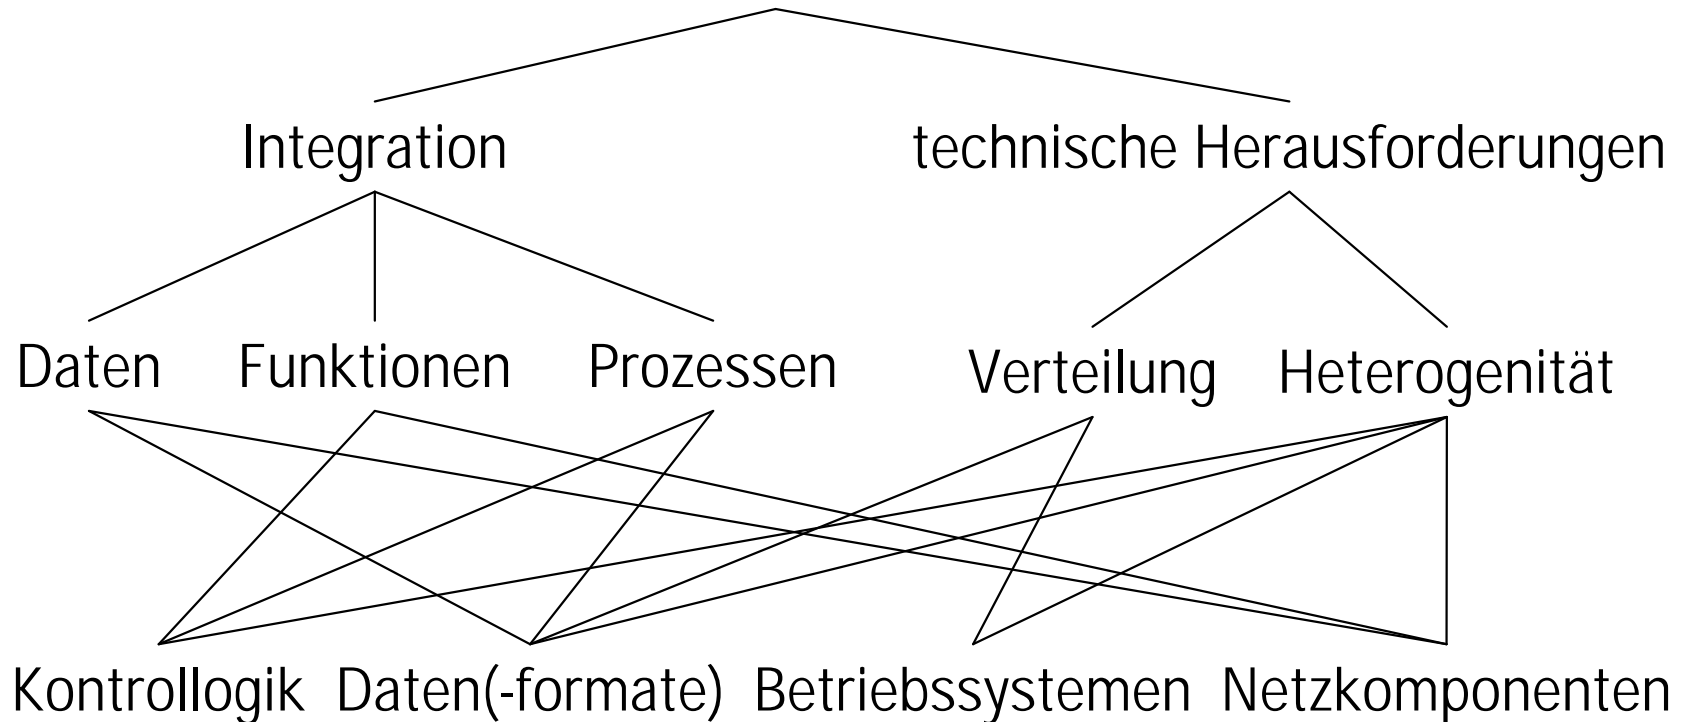 Integration technische Herausforderungen
Daten Funktionen Prozessen Verteilung Heterogenität
Kontrollogik Daten(-formate) Betriebssystemen Netzkomponenten